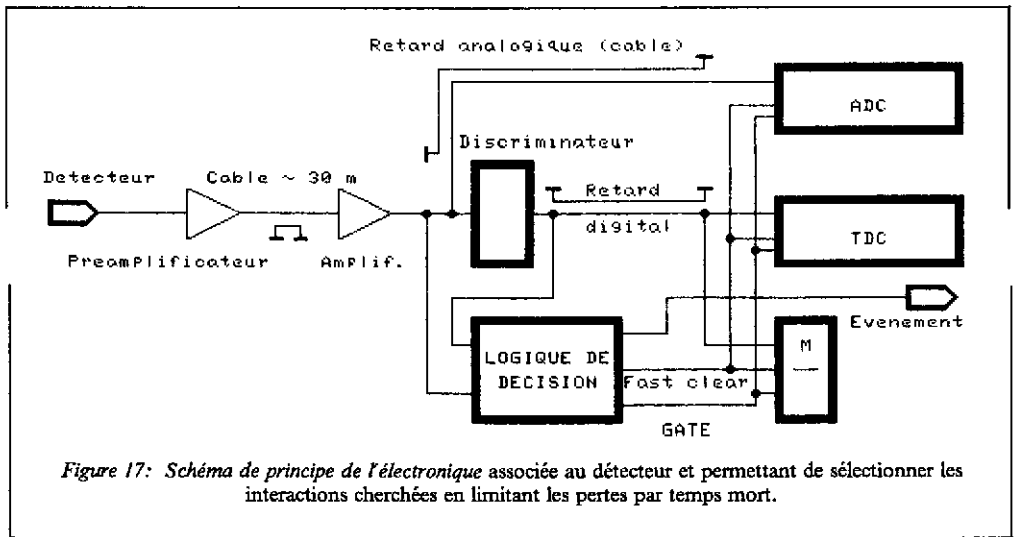 Retard analogique (cable)
ADC
Discriminateur
Detecteur
Cable ~ 30 m
Retard
digital
TDC
Preamplificateur
Amplif.
Evenement
LOGIQUE DE
DECISION
Fast clear
M
GATE
Figure 17: Schéma de principe de l'électronique associée au détecteur et permettant de sélectionner les
interactions cherchées en limitant les pertes par temps mort.